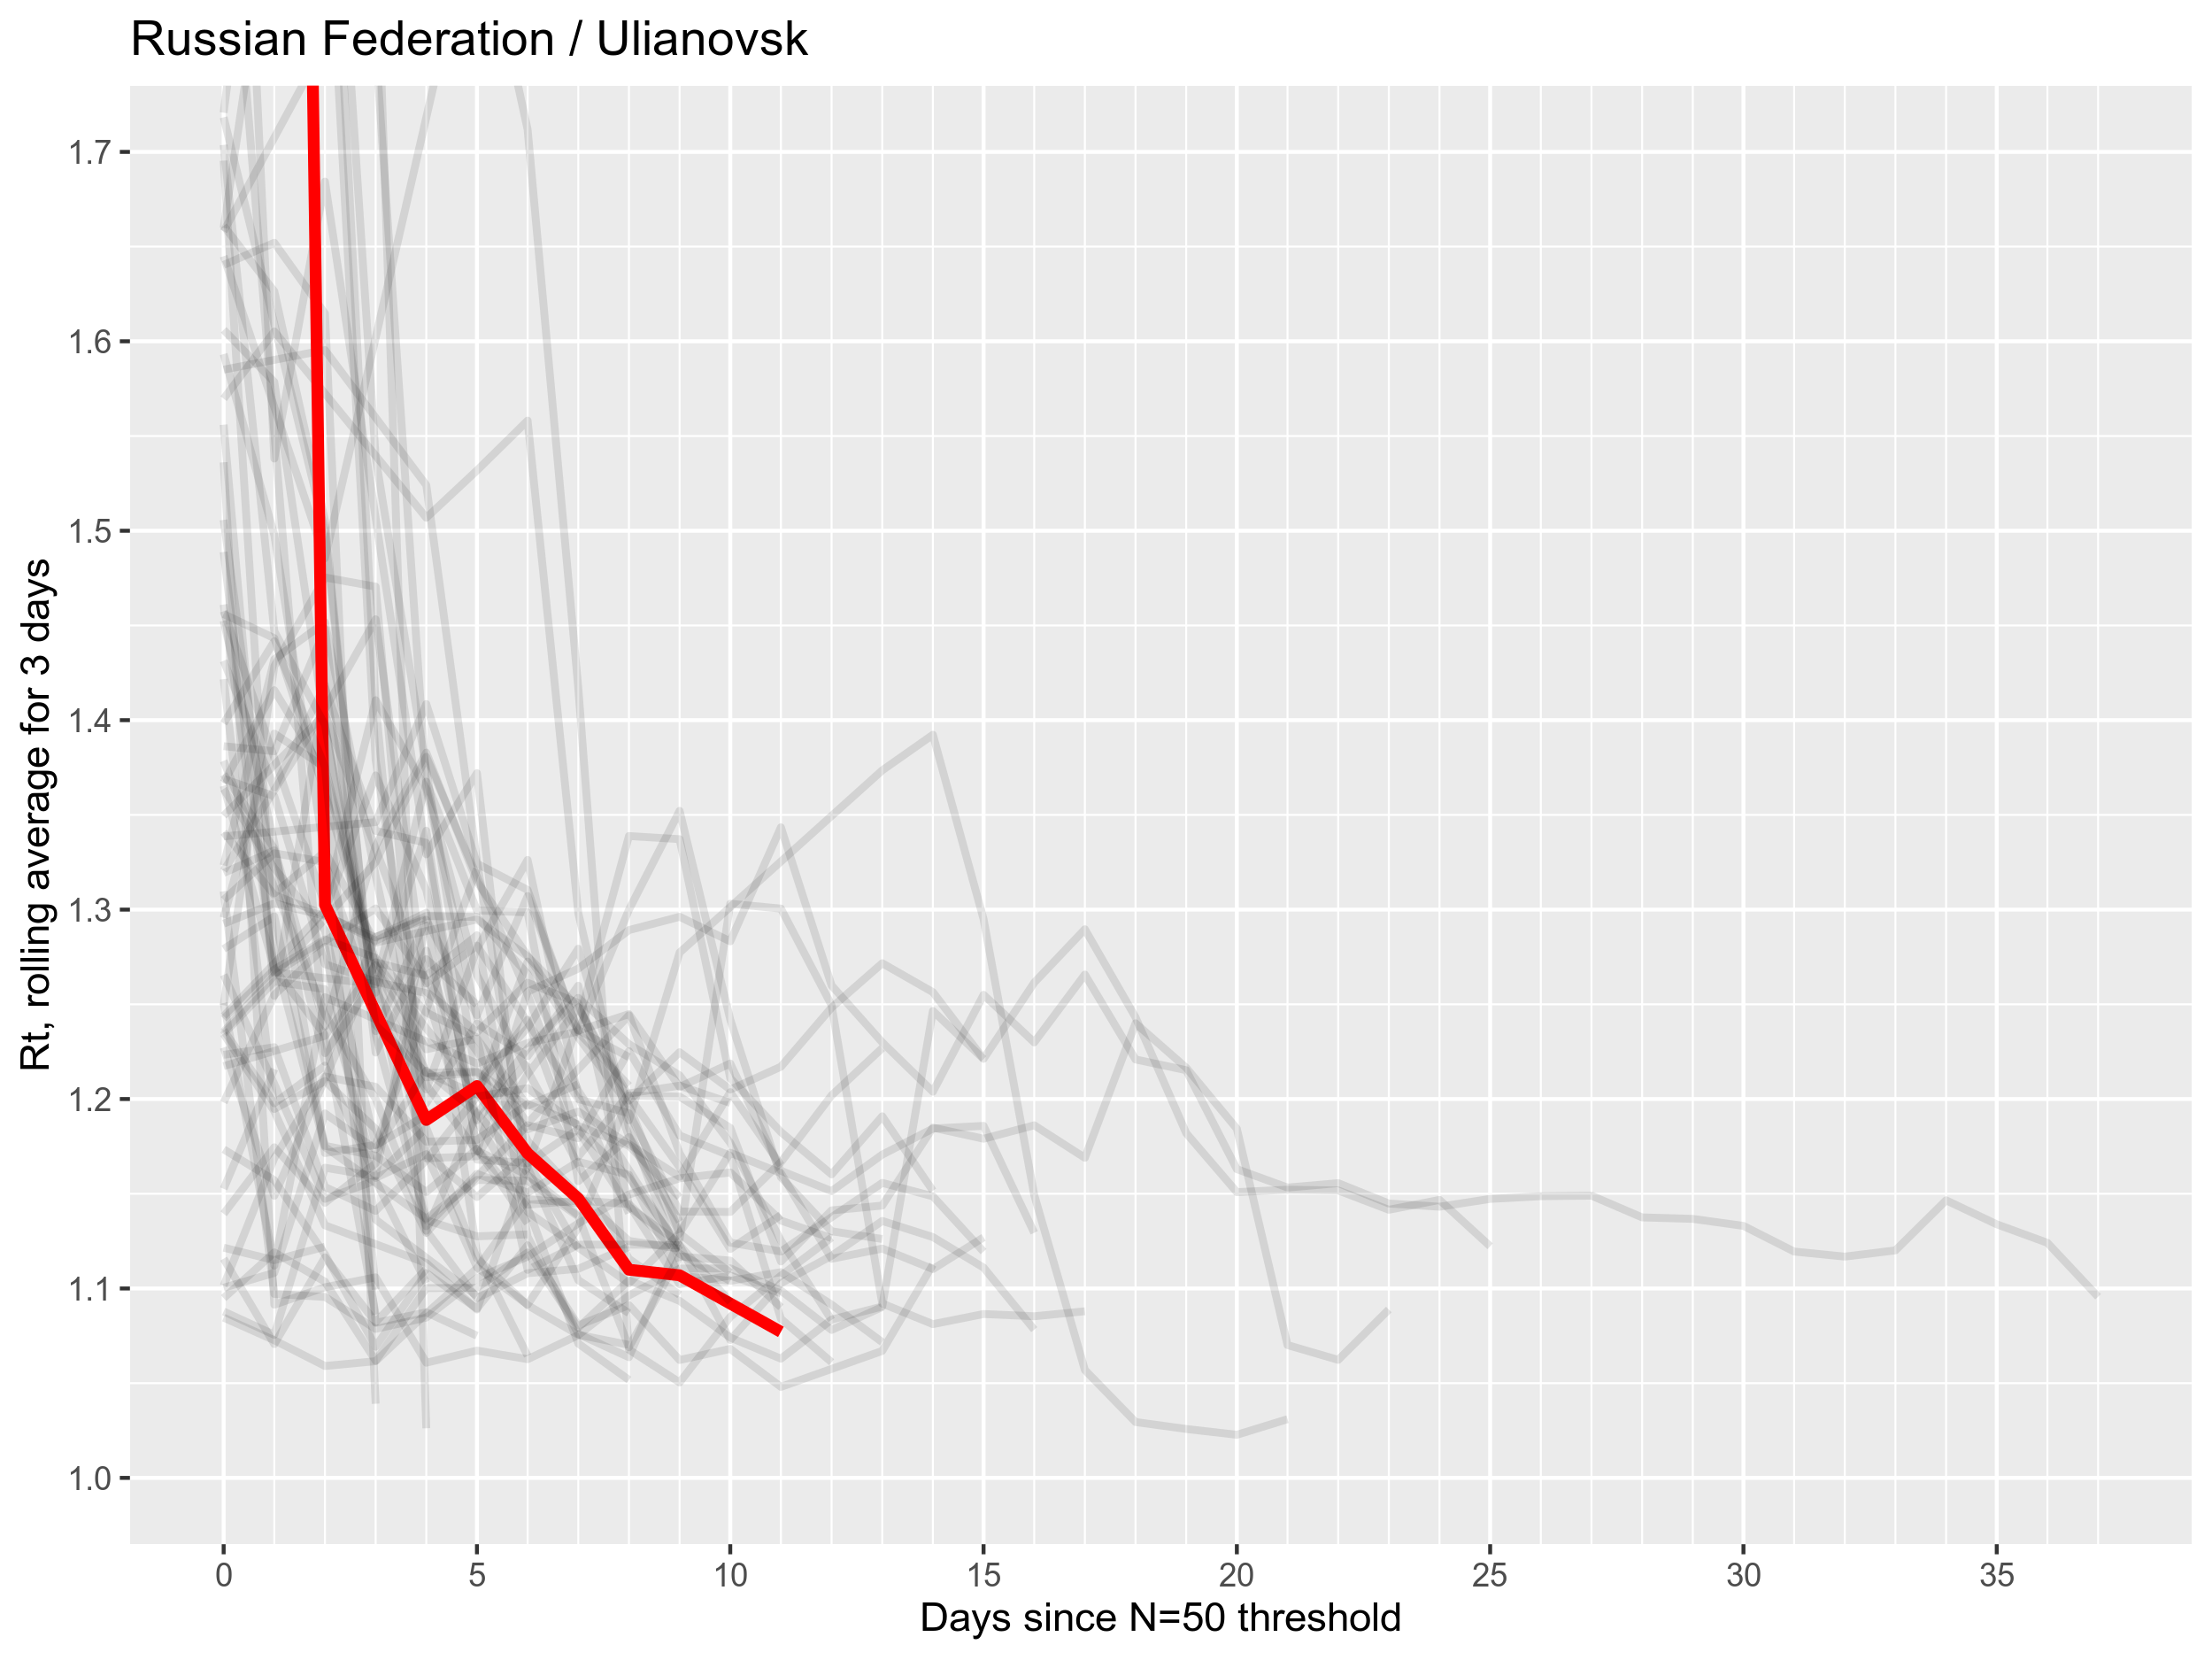 Russian Federation / Ulianovsk
Rt, rolling average for 3 days
1.7
1.6
1.5
1.4
1.3
1.2
1.1
1.0
0 5 10 15 20 25 30 35
Days since N=50 threshold